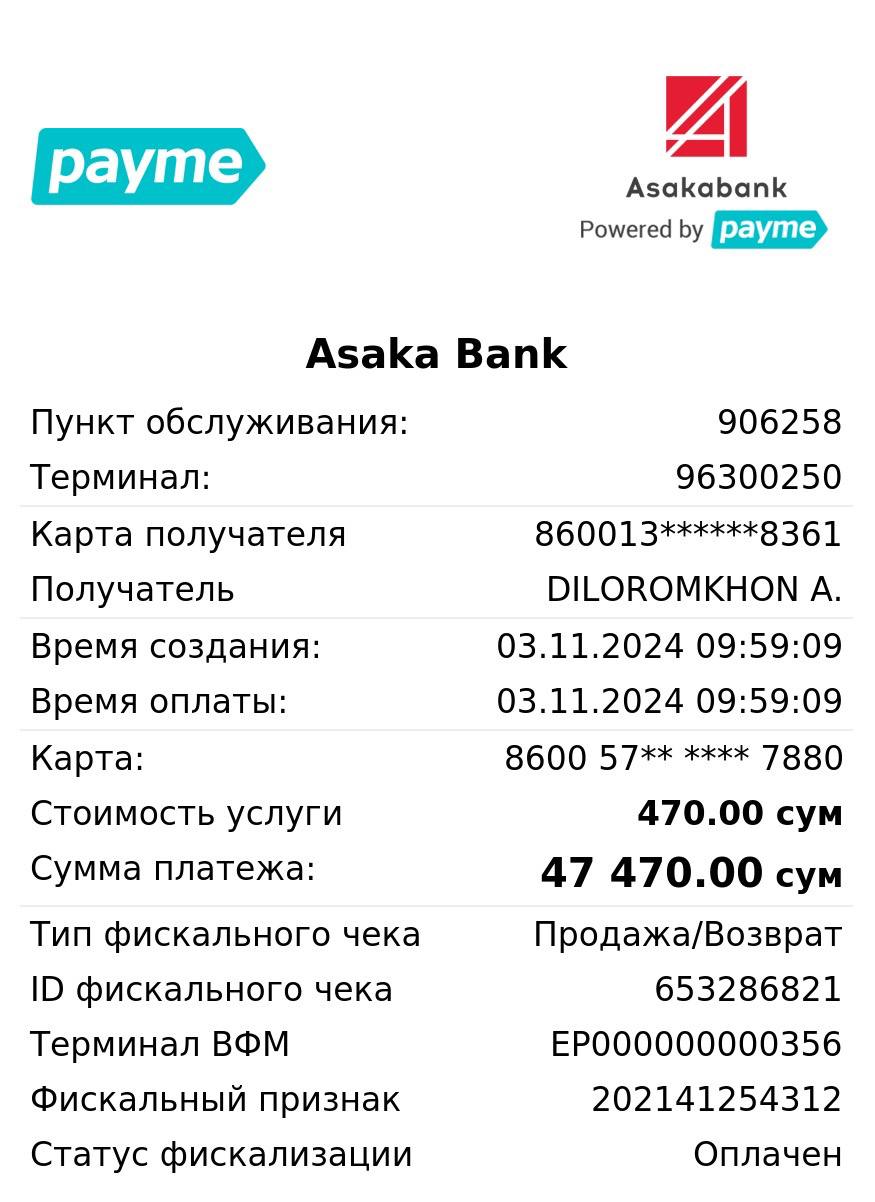 payme
Asakabank
Powered by payme
Asaka Bank
Пункт обслуживания: 906258
Терминал: 96300250
Карта получателя 860013******8361
Получатель DILOROMKHON A.
Время создания: 03.11.2024 09:59:09
Время оплаты: 03.11.2024 09:59:09
Карта: 8600 57** **** 7880
Стоимость услуги 470.00 сум
Сумма платежа: 47 470.00 сум
Тип фискального чека Продажа/Возврат
ID фискального чека 653286821
Терминал ВФМ EP000000000356
Фискальный признак 202141254312
Статус фискализации Оплачен